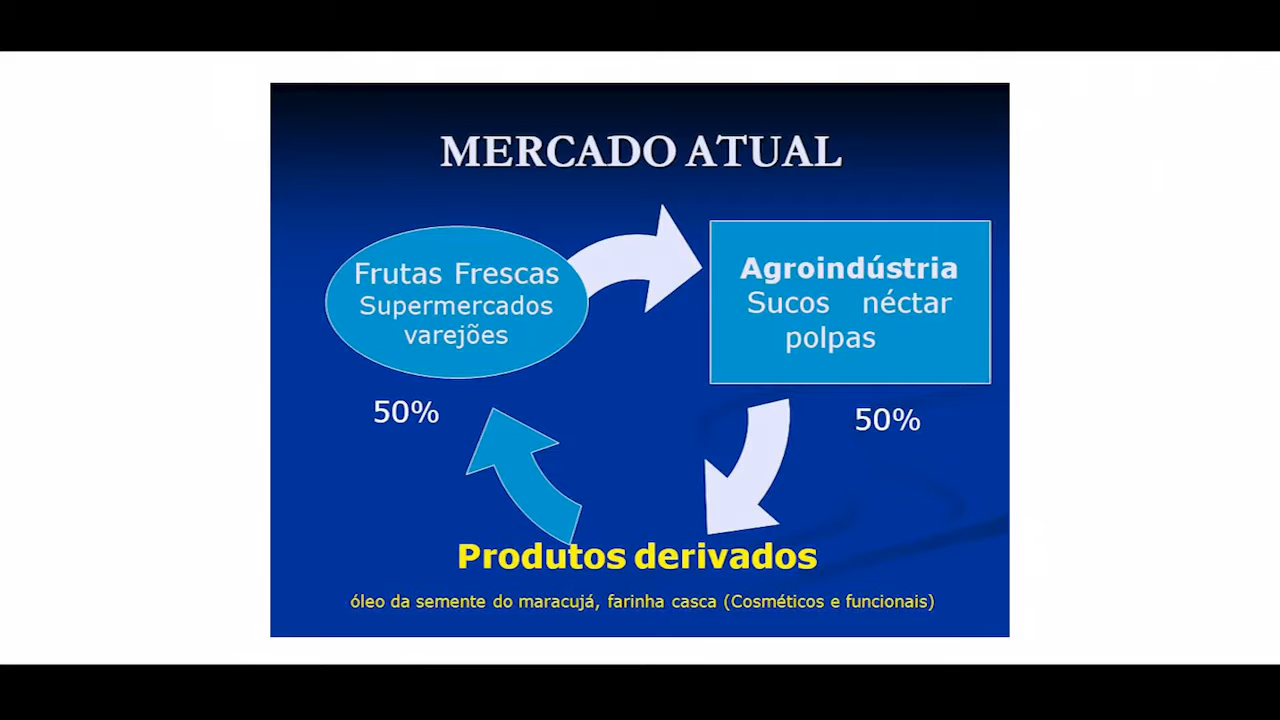 MERCADO ATUAL
Frutas Frescas
Supermercados
varejões
50%
Agroindústria
Sucos néctar
polpas
50%
Produtos derivados
óleo da semente do maracujá, farinha casca (Cosméticos e funcionais)